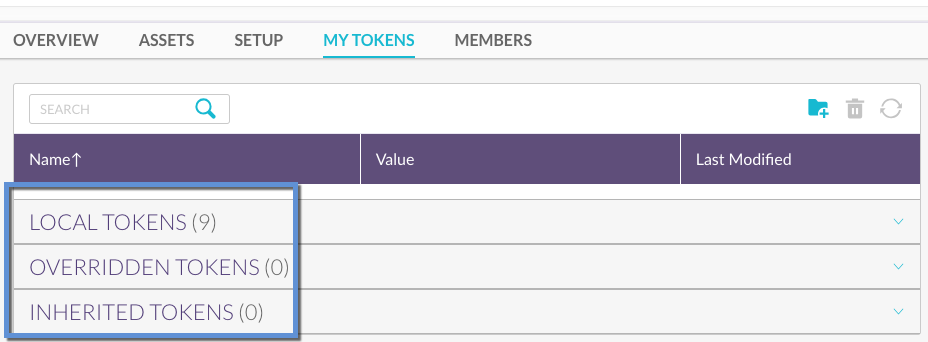 OVERVIEW ASSETS SETUP MY TOKENS MEMBERS
SEARCH
Name↑ Value Last Modified
LOCAL TOKENS (9)
OVERRIDDEN TOKENS (0)
INHERITED TOKENS (0)